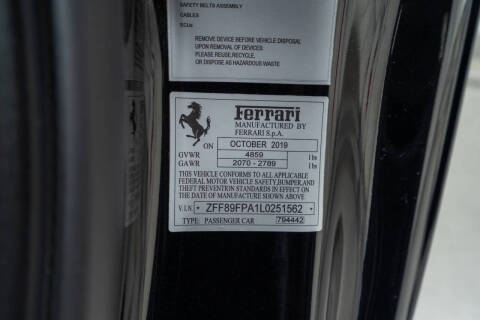 SAFETY BELTS ASSEMBLY
CABLES
ECUs
REMOVE DEVICE BEFORE VEHICLE DISPOSAL
UPON REMOVAL OF DEVICES:
PLEASE REUSE, RECYCLE,
OR DISPOSE AS HAZARDOUS WASTE
Ferrari
MANUFACTURED BY
FERRARI S.p.A.
ON OCTOBER 2019
GVWR 4859 lbs
GAWR 2070 - 2789 lbs
THIS VEHICLE CONFORMS TO ALL APPLICABLE
FEDERAL MOTOR VEHICLE SAFETY, BUMPER, AND
THEFT PREVENTION STANDARDS IN EFFECT ON
THE DATE OF MANUFACTURE SHOWN ABOVE
V.I.N. * ZFF89FPA1L0251562 *
TYPE: PASSENGER CAR 794442